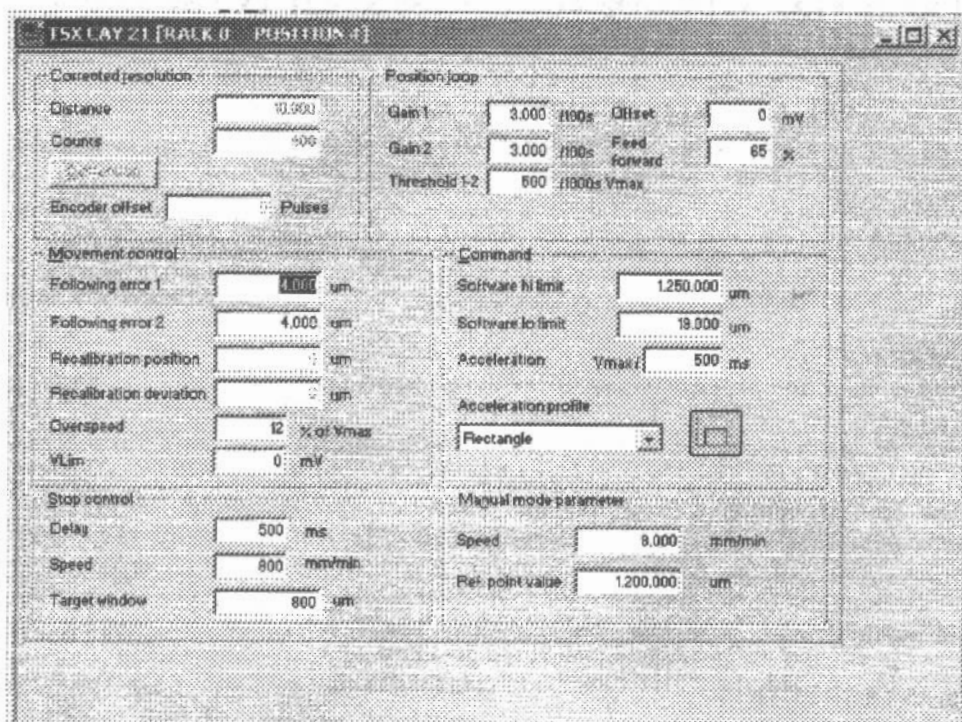 TSX CAY 21 [RACK 0 POSITION 4]
Corrected resolution
Distance 10.000
Counts 600
Encoder offset Pulses
Position loop
Gain 1 3.000 /100s Offset 0 mV
Gain 2 3.000 /100s Feed forward 65 %
Threshold 1-2 500 /1000s Vmax
Movement control
Following error 1 4.000 um
Following error 2 4.000 um
Recalibration position um
Recalibration deviation um
Overspeed 12 % of Vmax
VLim 0 mV
Command
Software hi limit 1.250.000 um
Software lo limit 19.000 um
Acceleration Vmax / 500 ms
Acceleration profile
Rectangle
Stop control
Delay 500 ms
Speed 800 mm/min
Target window 800 um
Manual mode parameter
Speed 9.000 mm/min
Ref. point value 1.200.000 um